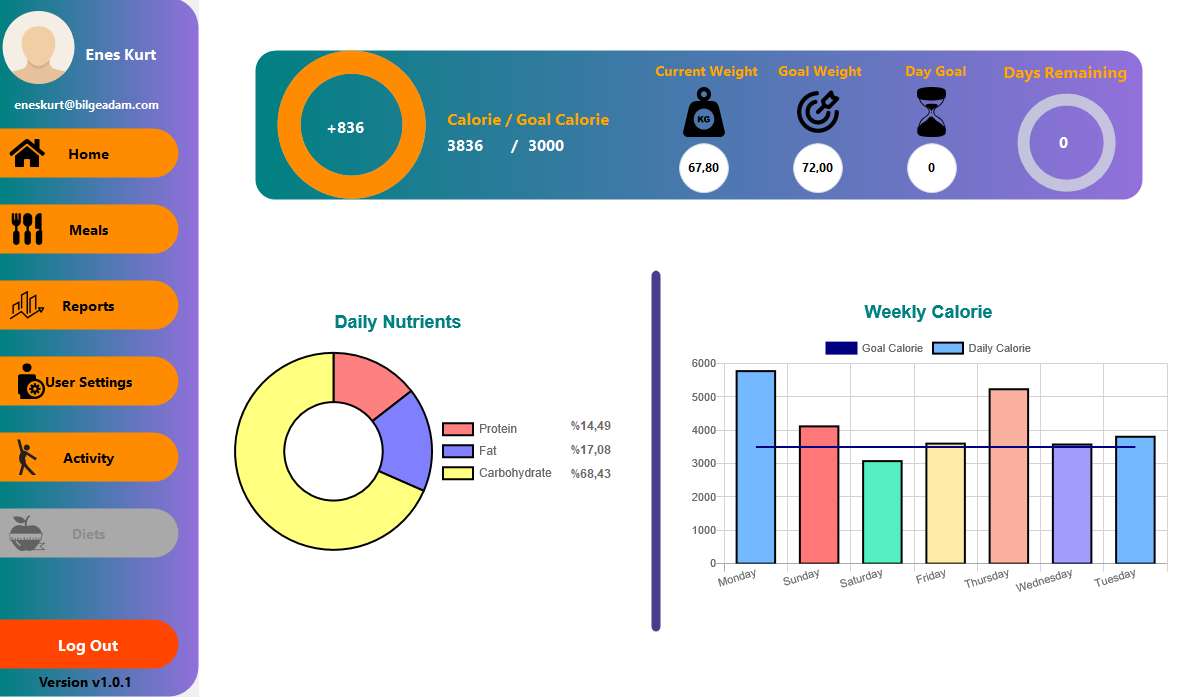 Enes Kurt
eneskurt@bilgeadam.com
Home
Meals
Reports
User Settings
Activity
Diets
Log Out
Version v1.0.1
+836
Calorie / Goal Calorie
3836 / 3000
Current Weight Goal Weight Day Goal Days Remaining
KG
67,80 72,00 0 0
Daily Nutrients
Protein %14,49
Fat %17,08
Carbohydrate %68,43
Weekly Calorie
Goal Calorie Daily Calorie
6000
5000
4000
3000
2000
1000
0
Monday Sunday Saturday Friday Thursday Wednesday Tuesday